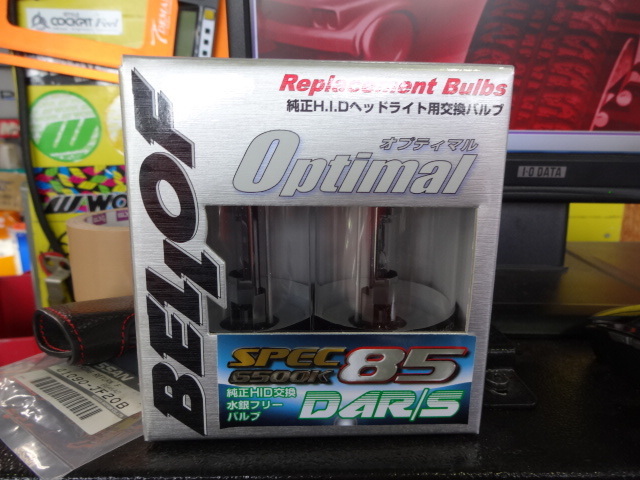 COCKPIT
Replacement Bulbs
純正H.I.Dヘッドライト用交換バルブ
オプティマル
Optimal
BELLOF
I-O DATA
SPEC 85
6500K
純正HID交換
水銀フリー
バルブ
DAR/S